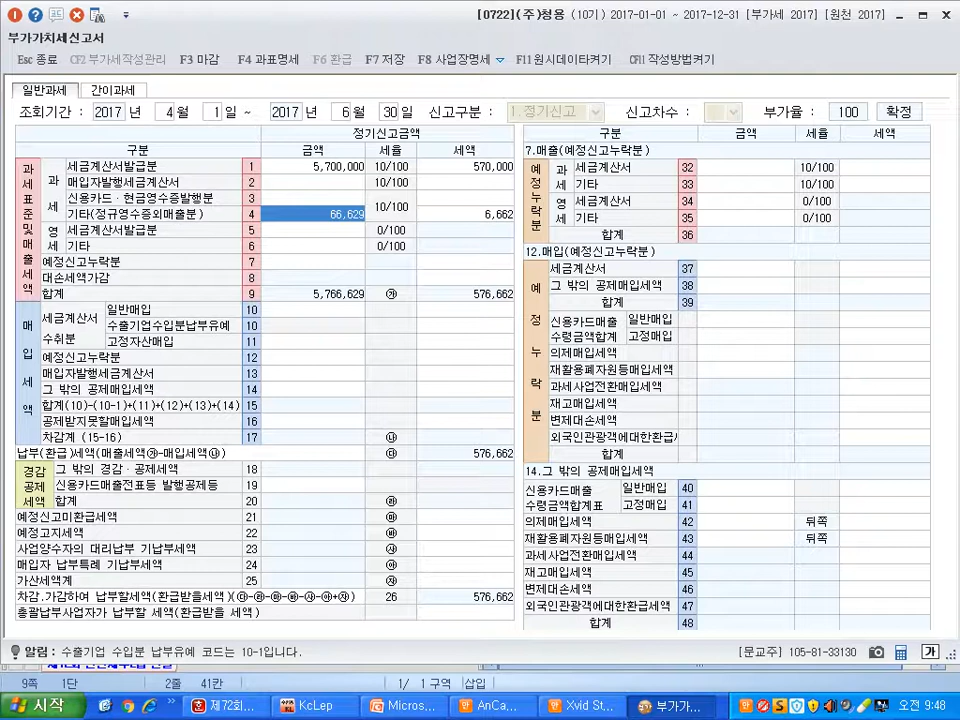 [0722](주)청용 (10기) 2017-01-01 ~ 2017-12-31 [부가세 2017] [원천 2017]
부가가치세신고서
Esc 종료 CF2 부가세작성관리 F3 마감 F4 과표명세 F6 환급 F7 저장 F8 사업장명세 F11원시데이타켜기 CF11 작성방법켜기
일반과세 간이과세
조회기간 : 2017 년 4 월 1 일 ~ 2017 년 6 월 30 일 신고구분 : 1.정기신고 신고차수 : 부가율 : 100 확정
정기신고금액
구분 금액 세율 세액
과세표준및매출세액
과세
세금계산서발급분 1 5,700,000 10/100 570,000
매입자발행세금계산서 2 10/100
신용카드·현금영수증발행분 3 10/100
기타(정규영수증외매출분) 4 66,629 6,662
영세
세금계산서발급분 5 0/100
기타 6 0/100
예정신고누락분 7
대손세액가감 8
합계 9 5,766,629 ㉮ 576,662
매입세액
세금계산서 수취분
일반매입 10
수출기업수입분납부유예 10
고정자산매입 11
예정신고누락분 12
매입자발행세금계산서 13
그 밖의 공제매입세액 14
합계(10)-(10-1)+(11)+(12)+(13)+(14) 15
공제받지못할매입세액 16
차감계 (15-16) 17 ㉯
납부(환급)세액(매출세액㉮-매입세액㉯) ㉰ 576,662
경감공제세액
그 밖의 경감·공제세액 18
신용카드매출전표등 발행공제등 19
합계 20 ㉱
예정신고미환급세액 21 ㉲
예정고지세액 22 ㉳
사업양수자의 대리납부 기납부세액 23 ㉴
매입자 납부특례 기납부세액 24 ㉵
가산세액계 25 ㉶
차감.가감하여 납부할세액(환급받을세액)(㉰-㉱-㉲-㉳-㉴-㉵+㉶) 26 576,662
총괄납부사업자가 납부할 세액(환급받을 세액)
구분 금액 세율 세액
7.매출(예정신고누락분)
예정누락분
과세
세금계산서 32 10/100
기타 33 10/100
영세
세금계산서 34 0/100
기타 35 0/100
합계 36
12.매입(예정신고누락분)
예정누락분
세금계산서 37
그 밖의 공제매입세액 38
합계 39
신용카드매출 수령금액합계 일반매입
고정매입
의제매입세액
재활용폐자원등매입세액
과세사업전환매입세액
재고매입세액
변제대손세액
외국인관광객에대한환급
합계
14.그 밖의 공제매입세액
신용카드매출 수령금액합계표 일반매입 40
고정매입 41
의제매입세액 42 뒤쪽
재활용폐자원등매입세액 43 뒤쪽
과세사업전환매입세액 44
재고매입세액 45
변제대손세액 46
외국인관광객에대한환급세액 47
합계 48
알림: 수출기업 수입분 납부유예 코드는 10-1입니다. [문교주] 105-81-33130 가
9쪽 1단 2줄 41칸 1/ 1 구역 삽입
시작 제72회... KcLep Micros... AnCa... Xvid St... 부가가... 오전 9:48